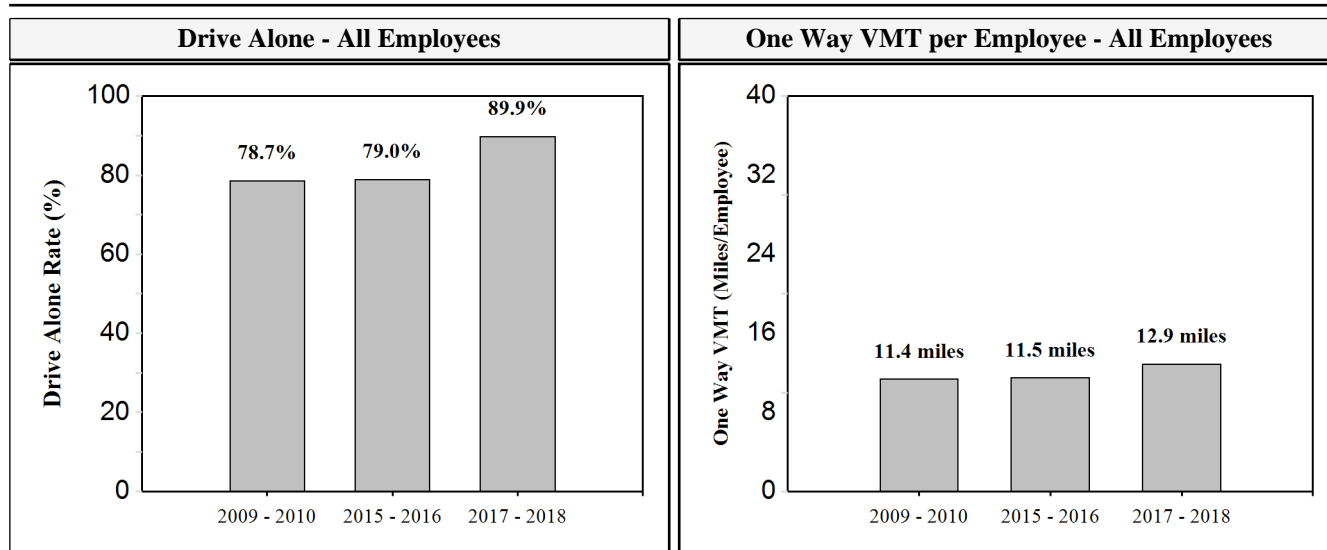 Drive Alone - All Employees
100
80
60
40
20
0
Drive Alone Rate (%)
78.7%
79.0%
89.9%
2009 - 2010
2015 - 2016
2017 - 2018
One Way VMT per Employee - All Employees
40
32
24
16
8
0
One Way VMT (Miles/Employee)
11.4 miles
11.5 miles
12.9 miles
2009 - 2010
2015 - 2016
2017 - 2018